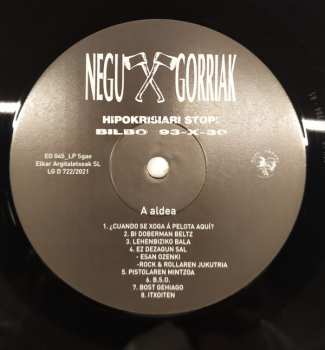 NEGU GORRIAK
HIPOKRISIARI STOP!
BILBO 93-X-30
EO 045_LP Sgae
Elkar Argitaletxeak SL
LG D 722/2021
A aldea
1. ¿CUANDO SE XOGA Á PELOTA AQUÍ?
2. BI DOBERMAN BELTZ
3. LEHENBIZIKO BALA
4. EZ DEZAGUN SAL
- ESAN OZENKI
-ROCK & ROLLAREN JUKUTRIA
5. PISTOLAREN MINTZOA
6. B.S.O.
7. BOST GEHIAGO
8. ITXOITEN